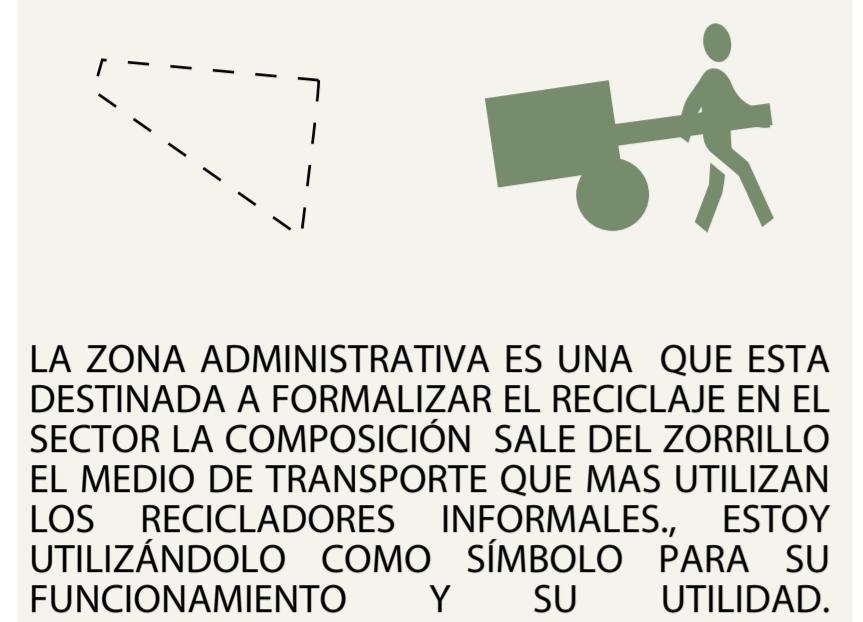 LA ZONA ADMINISTRATIVA ES UNA QUE ESTA
DESTINADA A FORMALIZAR EL RECICLAJE EN EL
SECTOR LA COMPOSICIÓN SALE DEL ZORRILLO
EL MEDIO DE TRANSPORTE QUE MAS UTILIZAN
LOS RECICLADORES INFORMALES., ESTOY
UTILIZÁNDOLO COMO SÍMBOLO PARA SU
FUNCIONAMIENTO Y SU UTILIDAD.